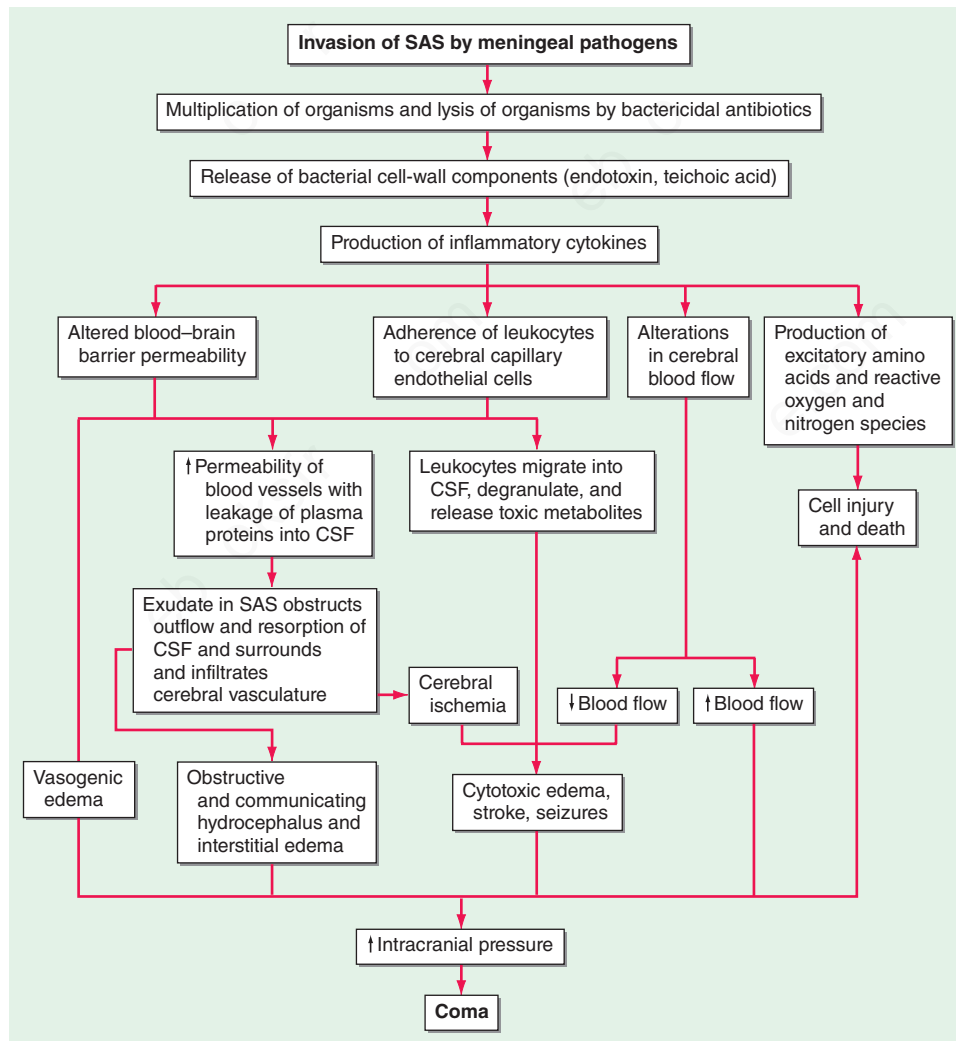 Invasion of SAS by meningeal pathogens
Multiplication of organisms and lysis of organisms by bactericidal antibiotics
Release of bacterial cell-wall components (endotoxin, teichoic acid)
Production of inflammatory cytokines
Altered blood–brain
barrier permeability
Adherence of leukocytes
to cerebral capillary
endothelial cells
Alterations
in cerebral
blood flow
Production of
excitatory amino
acids and reactive
oxygen and
nitrogen species
↑Permeability of
blood vessels with
leakage of plasma
proteins into CSF
Leukocytes migrate into
CSF, degranulate, and
release toxic metabolites
Cell injury
and death
Exudate in SAS obstructs
outflow and resorption of
CSF and surrounds
and infiltrates
cerebral vasculature
Cerebral
ischemia
↓Blood flow
↑Blood flow
Vasogenic
edema
Obstructive
and communicating
hydrocephalus and
interstitial edema
Cytotoxic edema,
stroke, seizures
↑Intracranial pressure
Coma